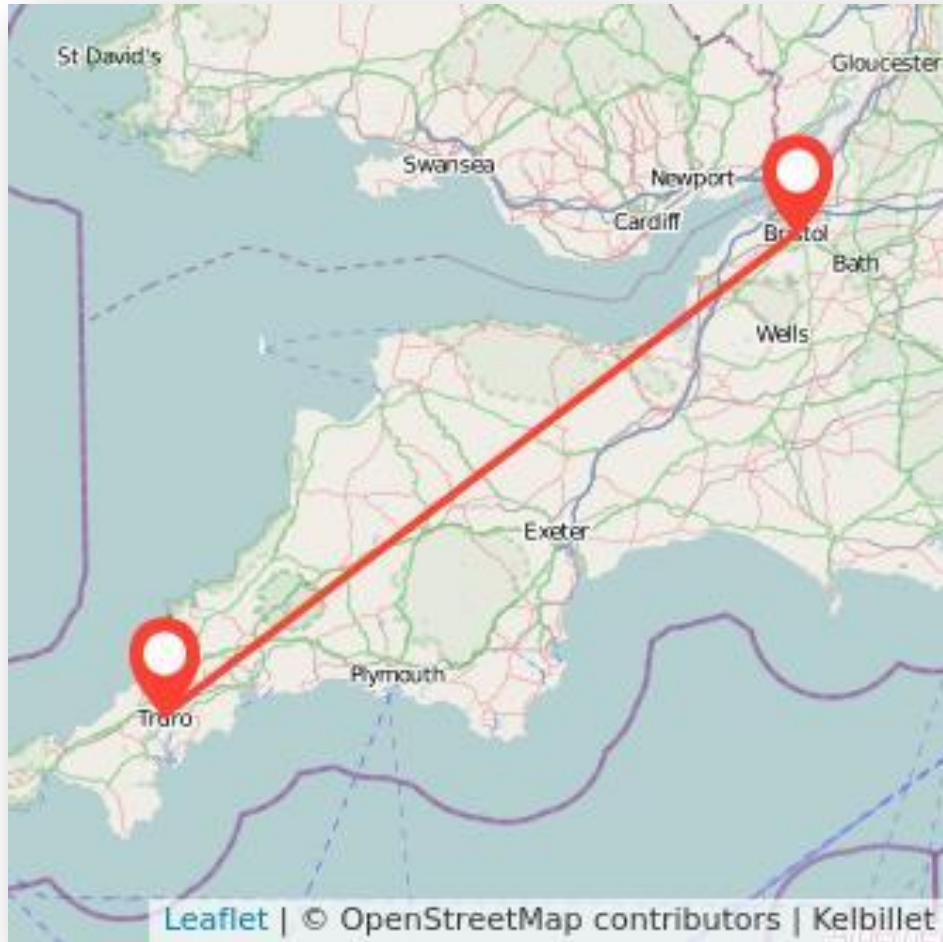 St David's
Gloucester
Swansea
Newport
Cardiff
Bristol
Bath
Wells
Exeter
Plymouth
Truro
Leaflet | © OpenStreetMap contributors | Kelbillet